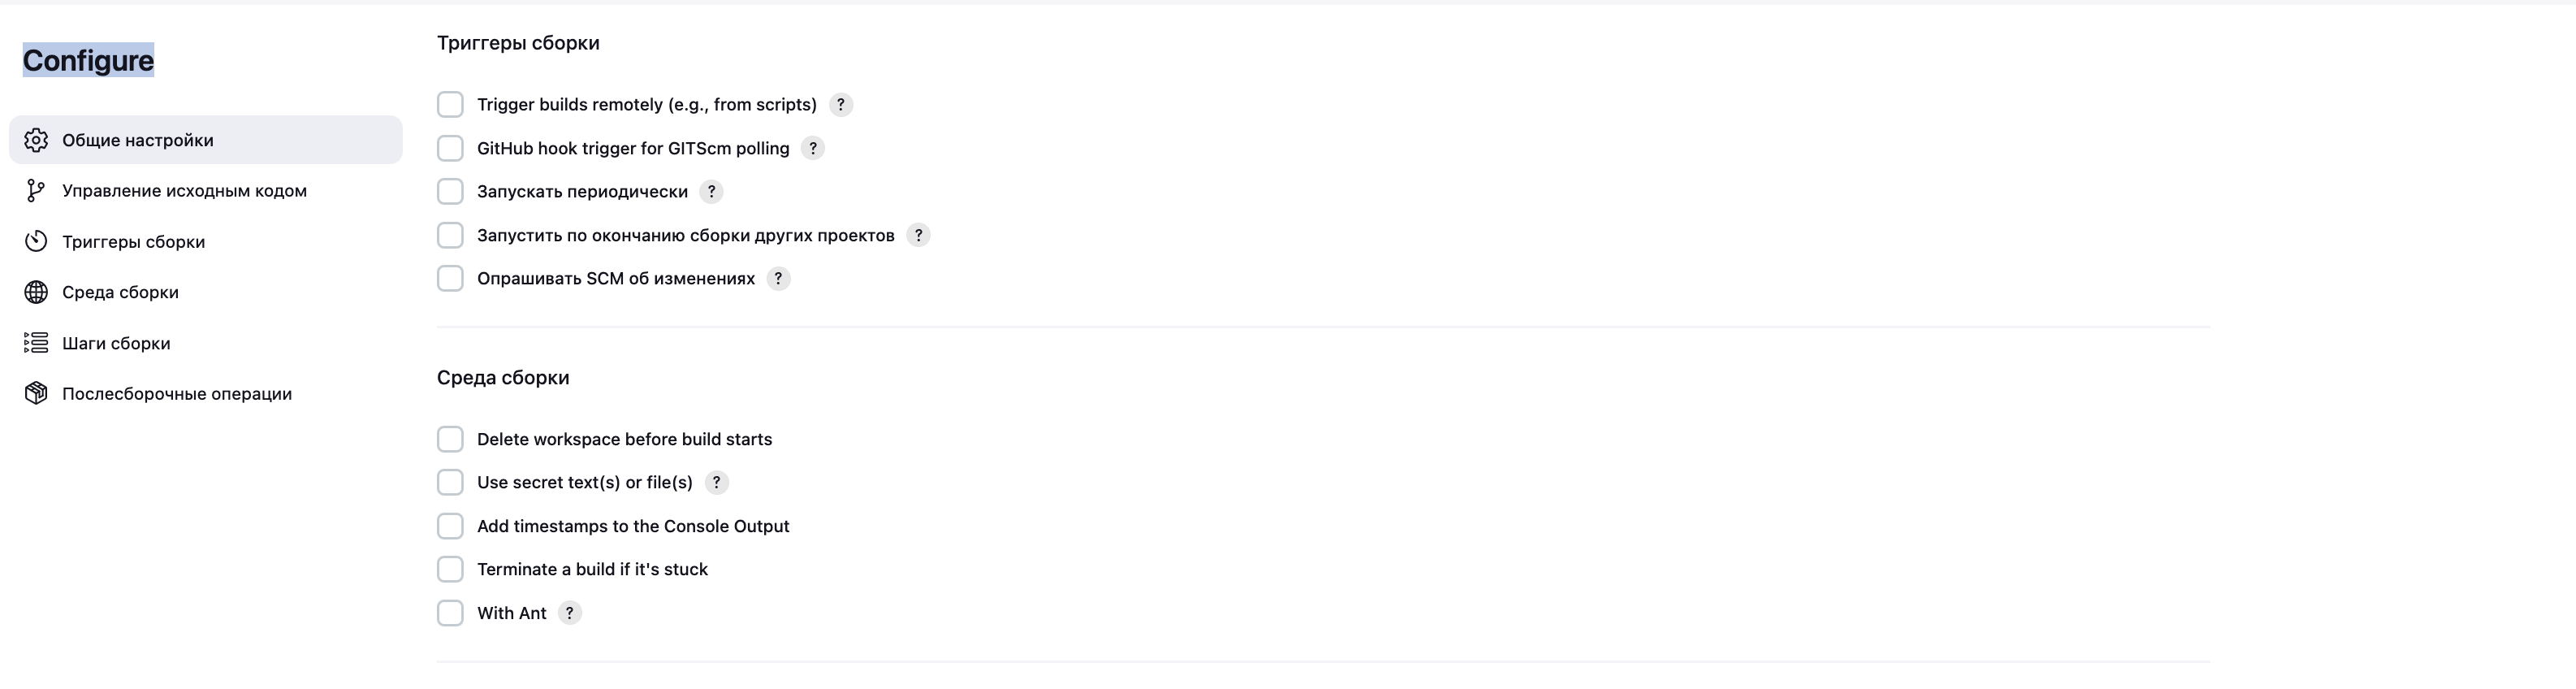 Configure
Общие настройки
Управление исходным кодом
Триггеры сборки
Среда сборки
Шаги сборки
Послесборочные операции
Триггеры сборки
Trigger builds remotely (e.g., from scripts) ?
GitHub hook trigger for GITScm polling ?
Запускать периодически ?
Запустить по окончанию сборки других проектов ?
Опрашивать SCM об изменениях ?
Среда сборки
Delete workspace before build starts
Use secret text(s) or file(s) ?
Add timestamps to the Console Output
Terminate a build if it's stuck
With Ant ?